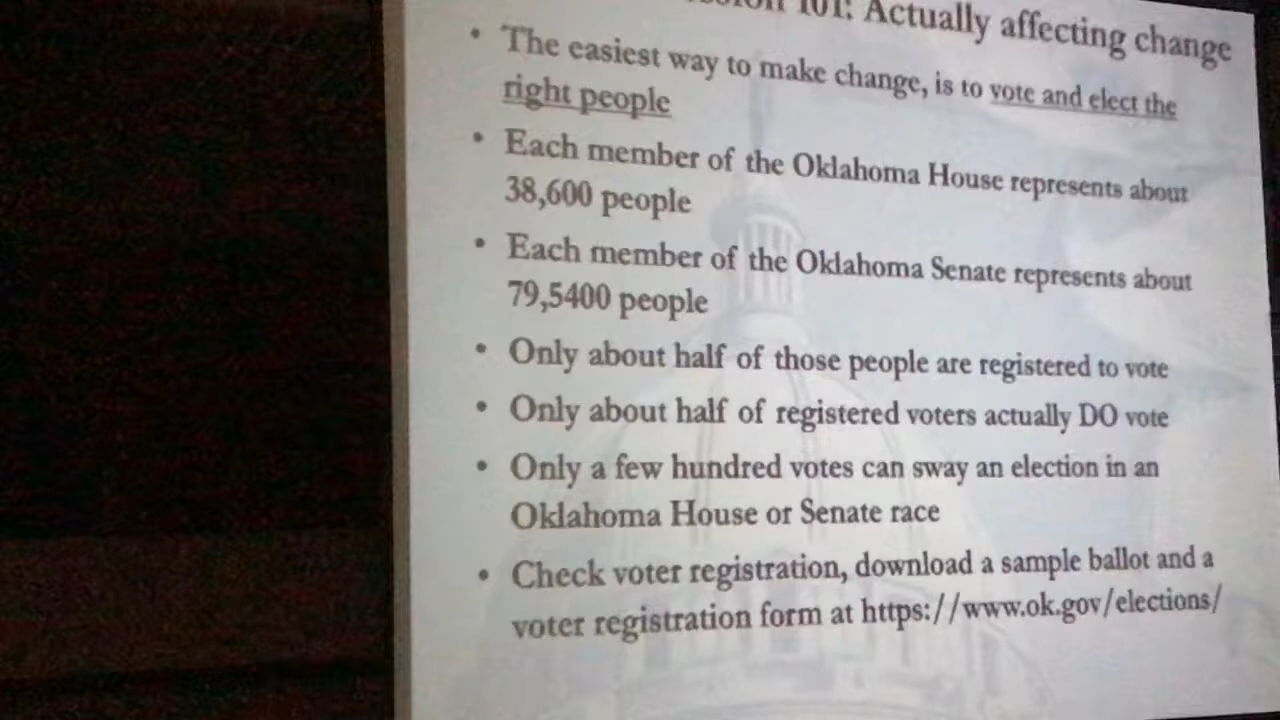 101: Actually affecting change
• The easiest way to make change, is to vote and elect the
right people
• Each member of the Oklahoma House represents about
38,600 people
• Each member of the Oklahoma Senate represents about
79,5400 people
• Only about half of those people are registered to vote
• Only about half of registered voters actually DO vote
• Only a few hundred votes can sway an election in an
Oklahoma House or Senate race
• Check voter registration, download a sample ballot and a
voter registration form at https://www.ok.gov/elections/